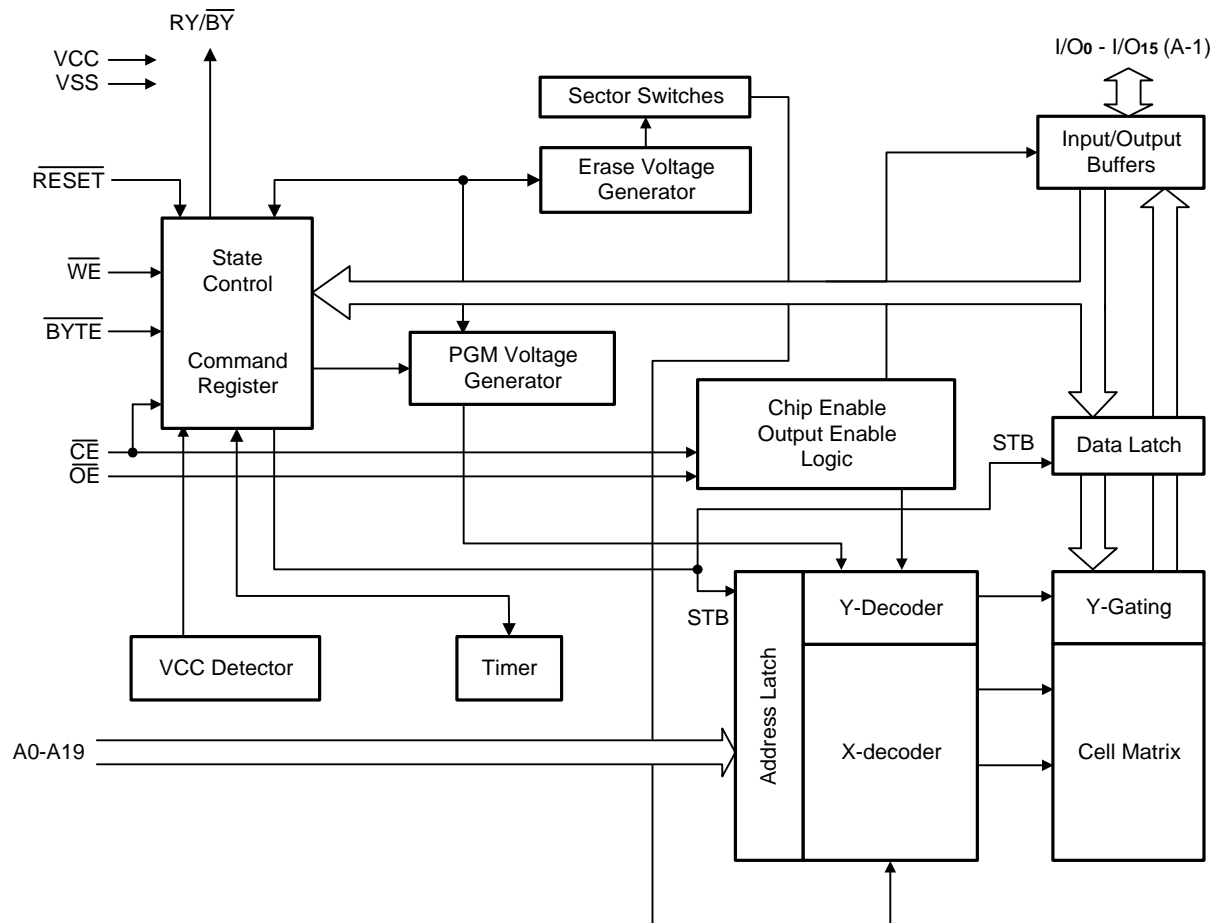 RY/BY
VCC
VSS
I/O0 - I/O15 (A-1)
Sector Switches
Input/Output
Buffers
Erase Voltage
Generator
RESET
State
Control
WE
BYTE
Command
Register
PGM Voltage
Generator
Chip Enable
Output Enable
Logic
CE
OE
STB
Data Latch
STB
Y-Decoder
Y-Gating
VCC Detector
Timer
Address Latch
A0-A19
X-decoder
Cell Matrix